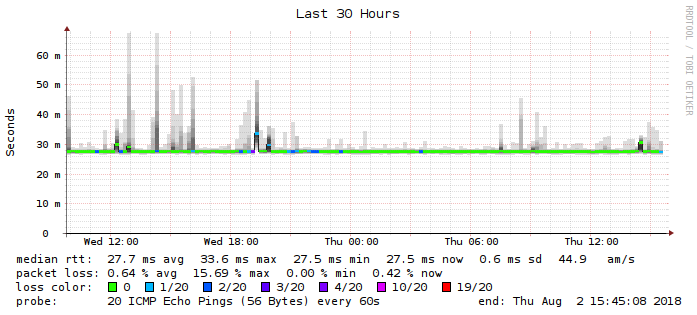 Last 30 Hours
RRDTOOL / TOBI OETIKER
Seconds
60 m
50 m
40 m
30 m
20 m
10 m
0
Wed 12:00 Wed 18:00 Thu 00:00 Thu 06:00 Thu 12:00
median rtt: 27.7 ms avg 33.6 ms max 27.5 ms min 27.5 ms now 0.6 ms sd 44.9 am/s
packet loss: 0.64 % avg 15.69 % max 0.00 % min 0.42 % now
loss color: 0 1/20 2/20 3/20 4/20 10/20 19/20
probe: 20 ICMP Echo Pings (56 Bytes) every 60s end: Thu Aug 2 15:45:08 2018